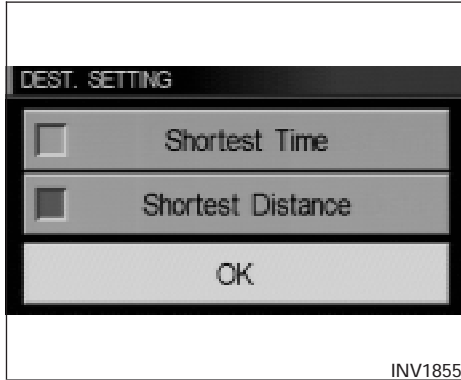 DEST. SETTING
Shortest Time
Shortest Distance
OK
INV1855